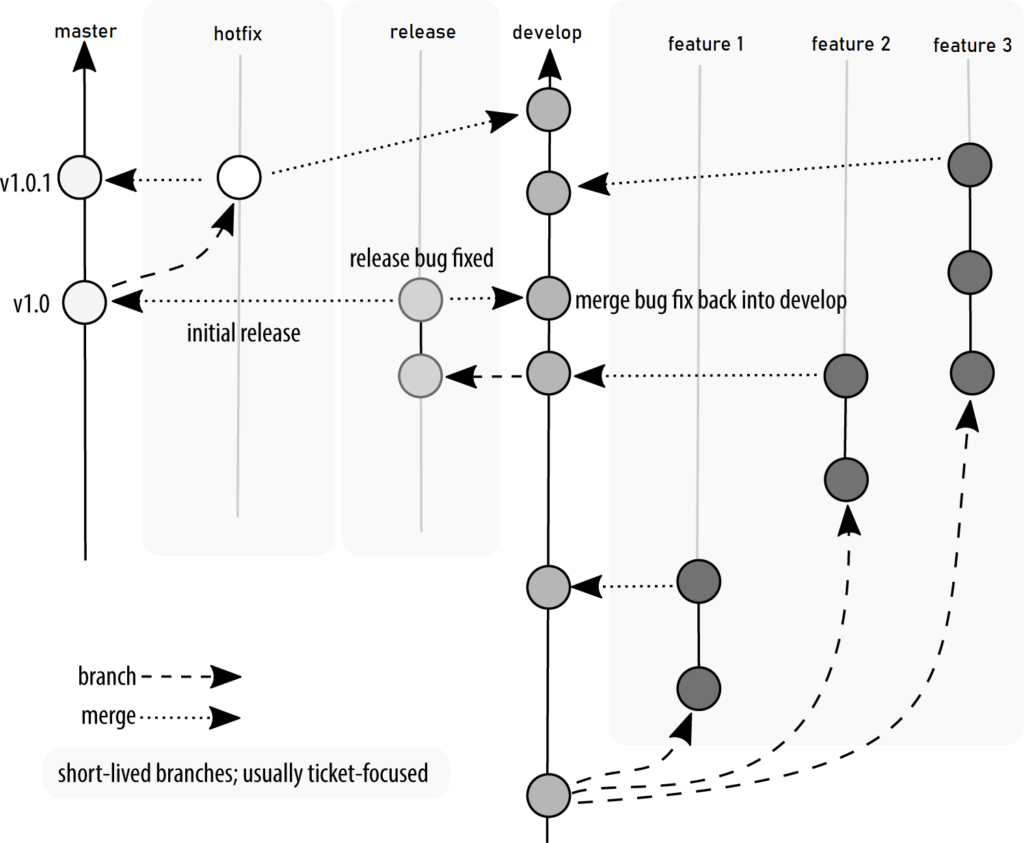 master
hotfix
release
develop
feature 1
feature 2
feature 3
v1.0.1
release bug fixed
v1.0
merge bug fix back into develop
initial release
branch
merge
short-lived branches; usually ticket-focused